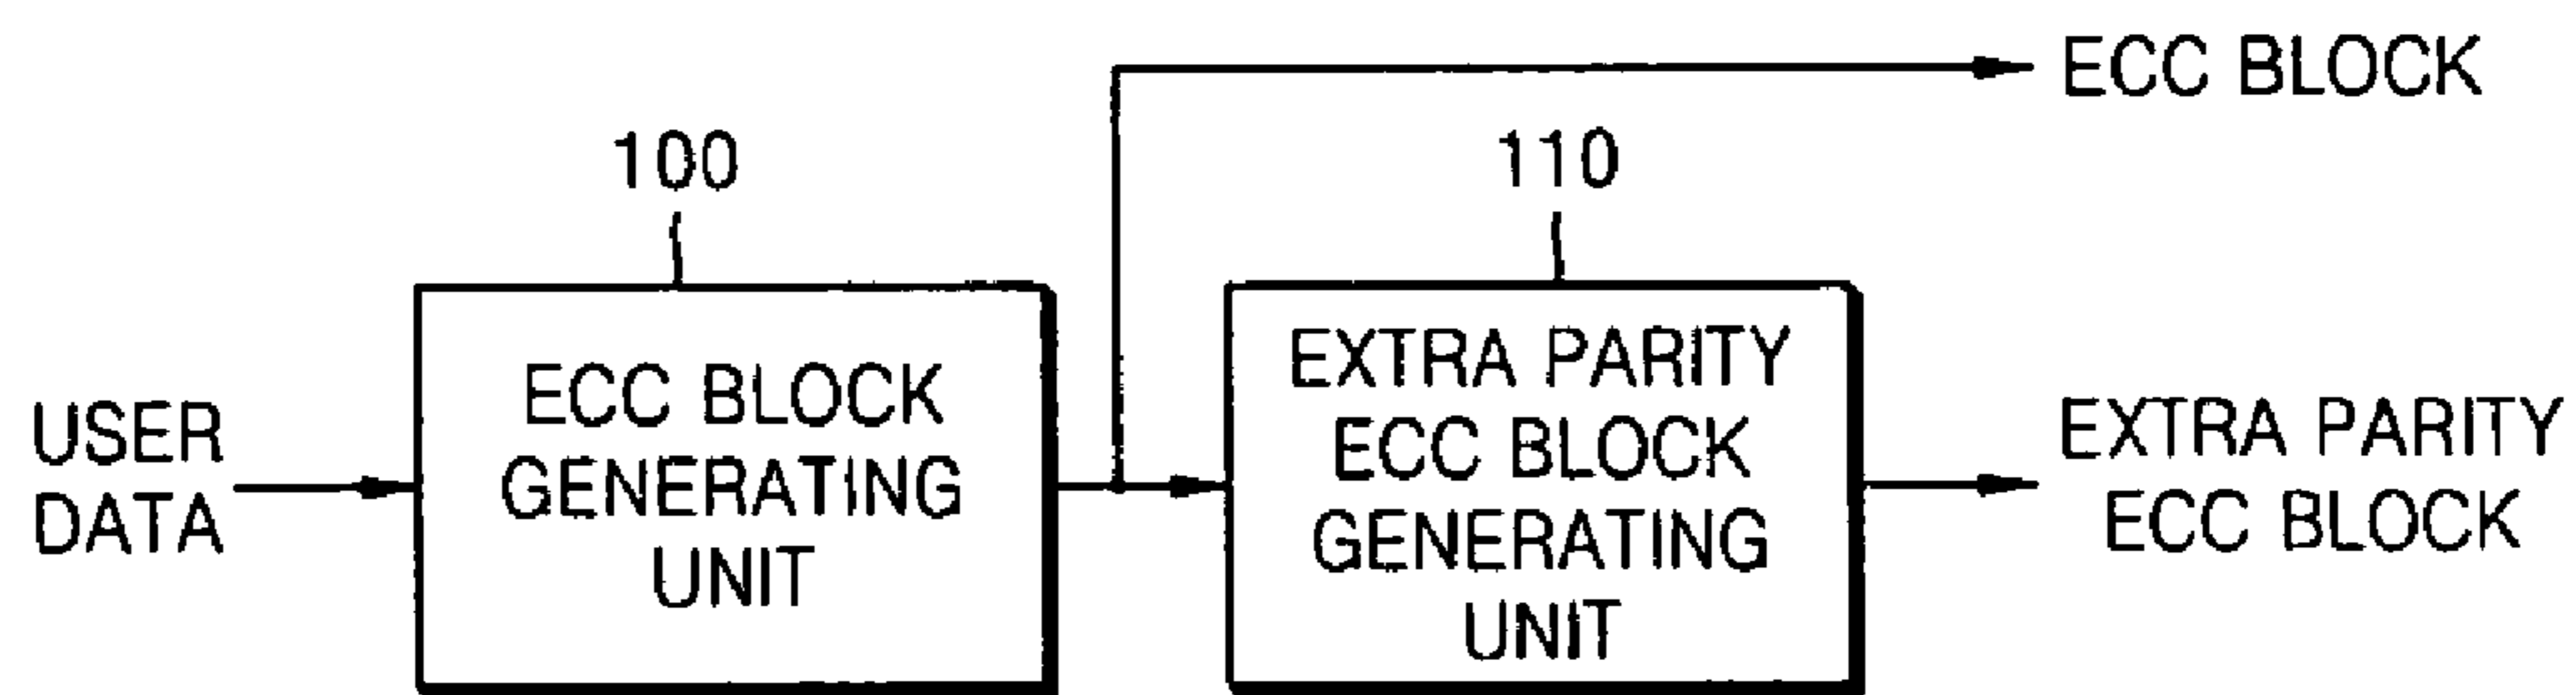 ECC BLOCK
100
110
USER
DATA
ECC BLOCK
GENERATING
UNIT
EXTRA PARITY
ECC BLOCK
GENERATING
UNIT
EXTRA PARITY
ECC BLOCK